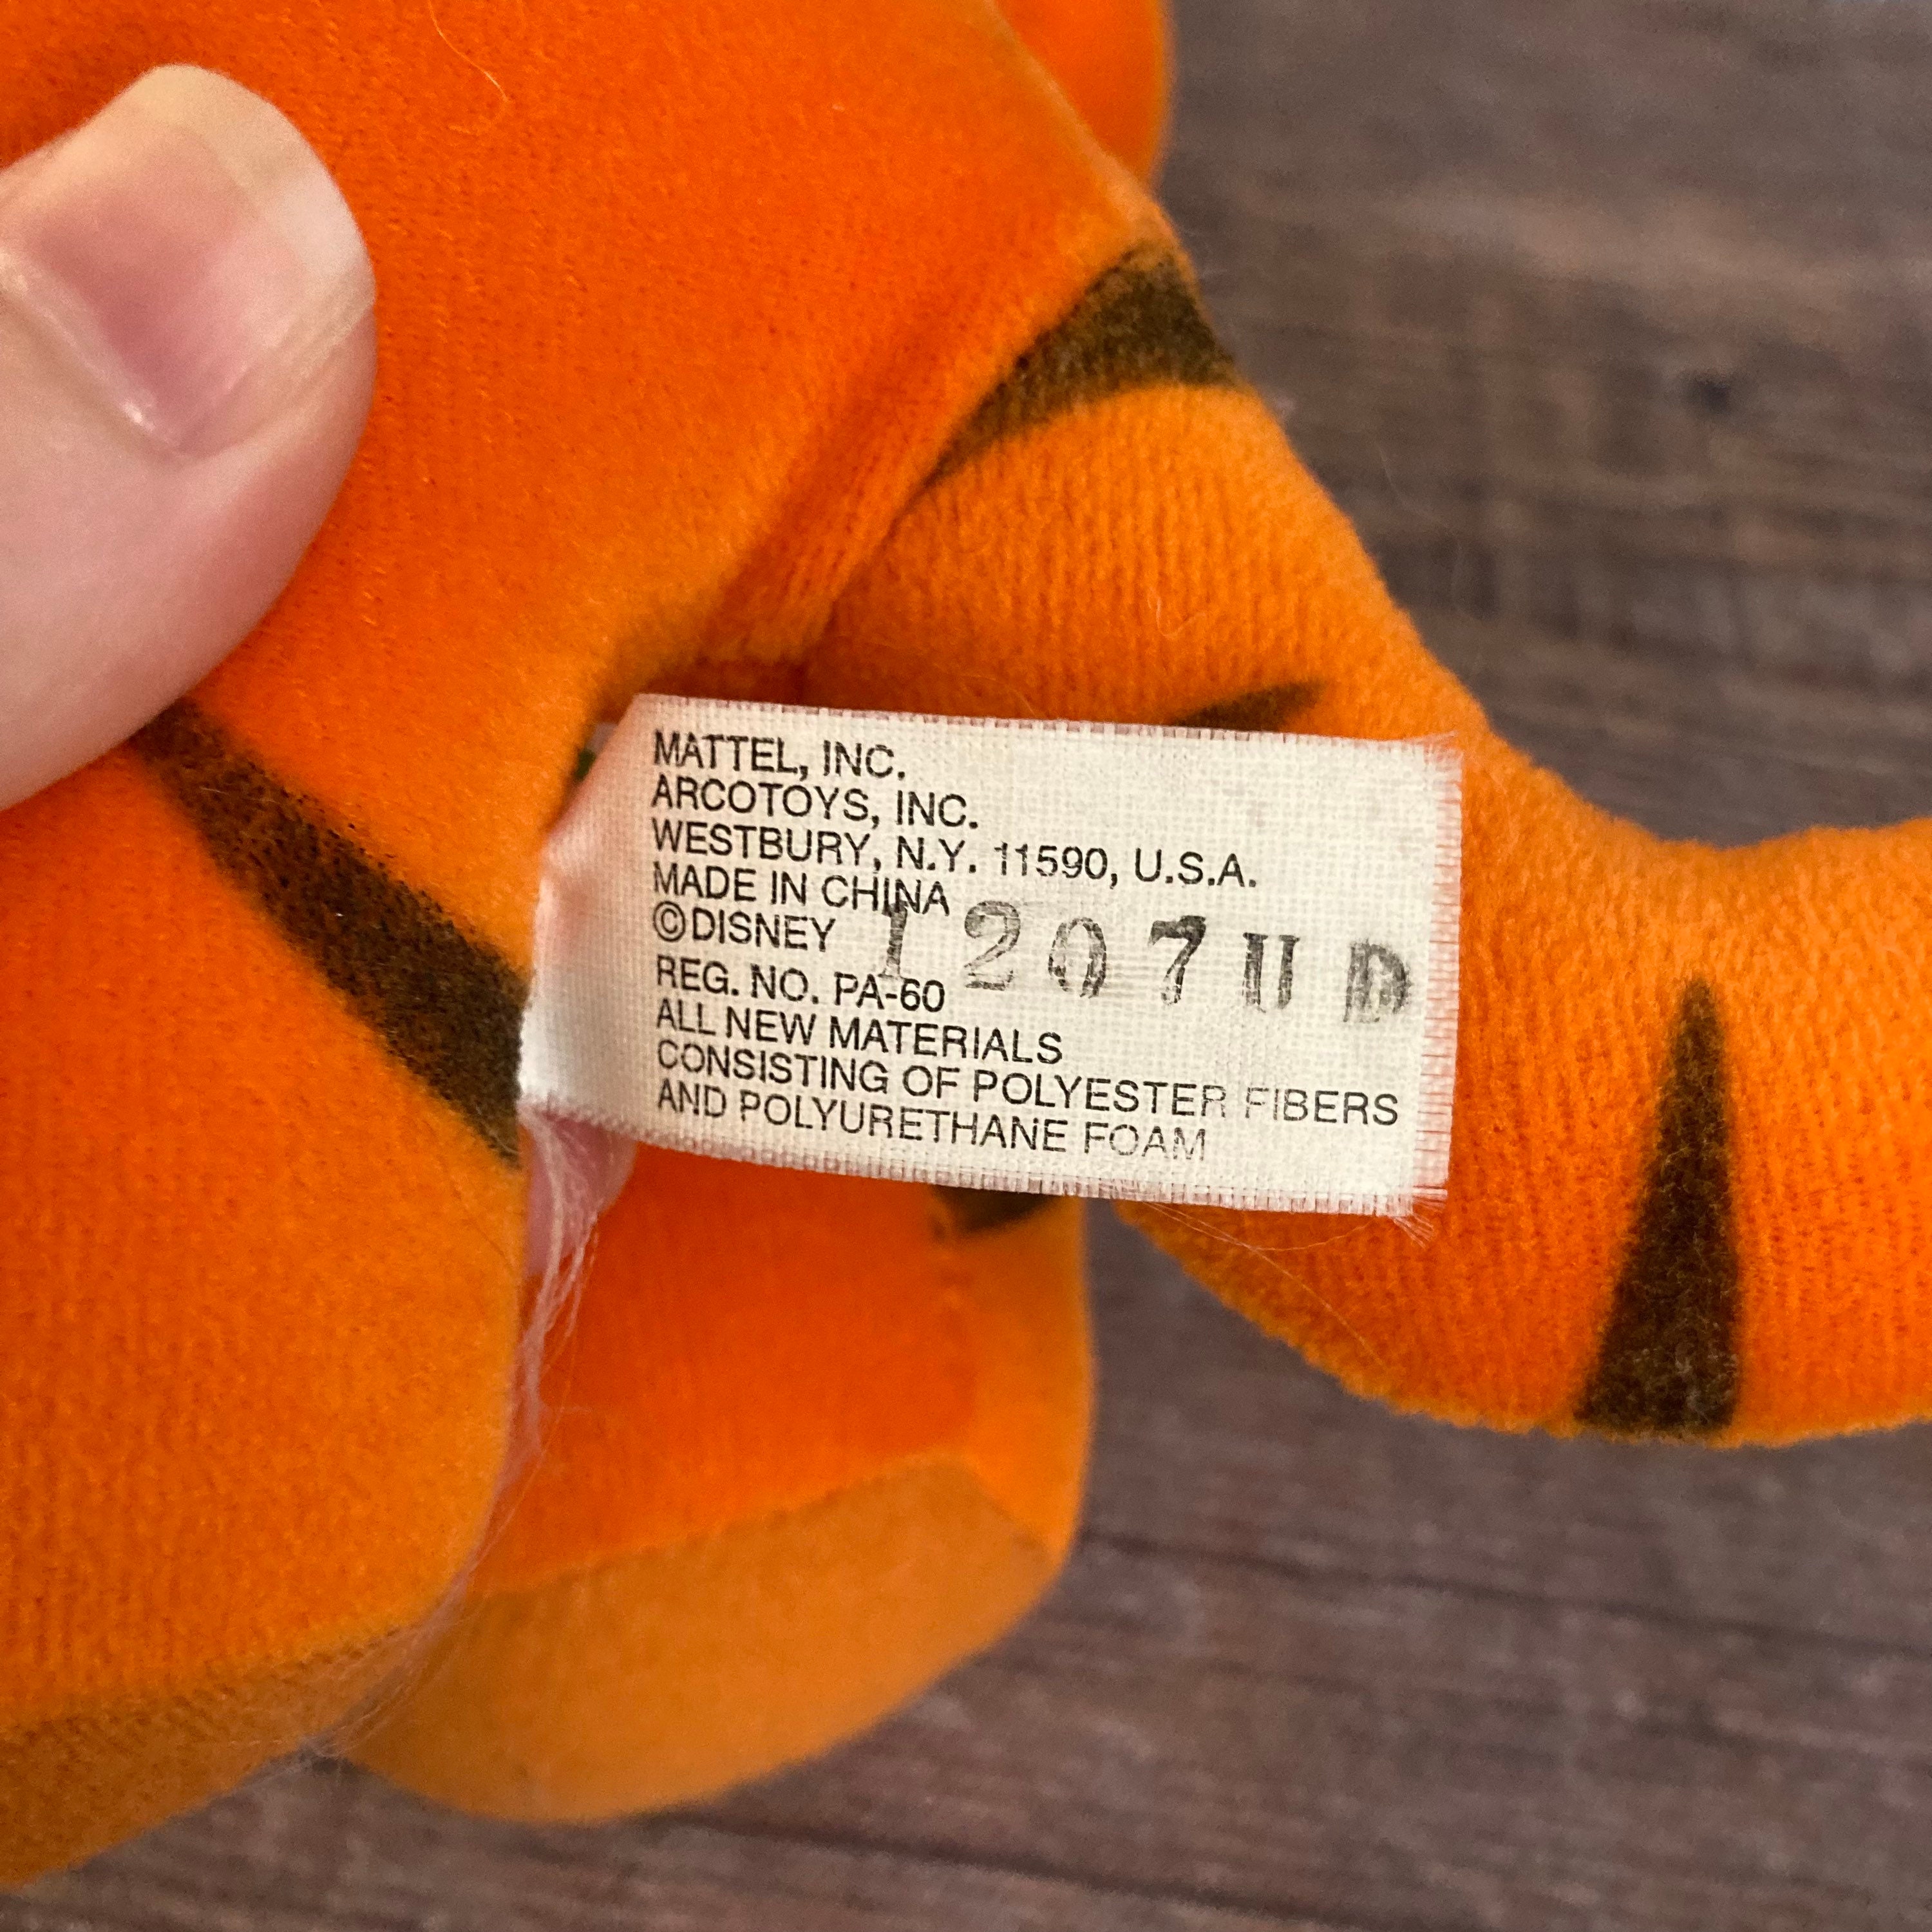 MATTEL, INC.
ARCOTOYS, INC.
WESTBURY, N.Y. 11590, U.S.A.
MADE IN CHINA
©DISNEY
1207UD
REG. NO. PA-60
ALL NEW MATERIALS
CONSISTING OF POLYESTER FIBERS
AND POLYURETHANE FOAM